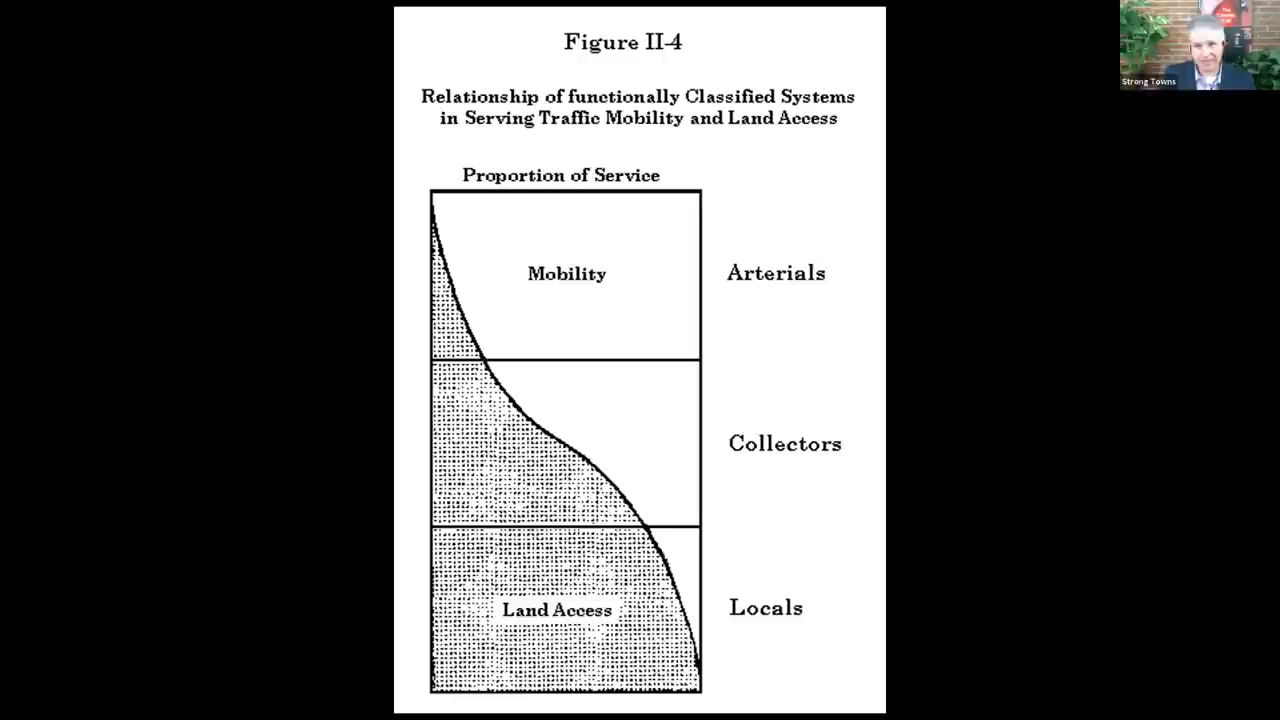 Figure II-4
Relationship of functionally Classified Systems
in Serving Traffic Mobility and Land Access
Proportion of Service
Mobility
Arterials
Collectors
Land Access
Locals
Strong Towns